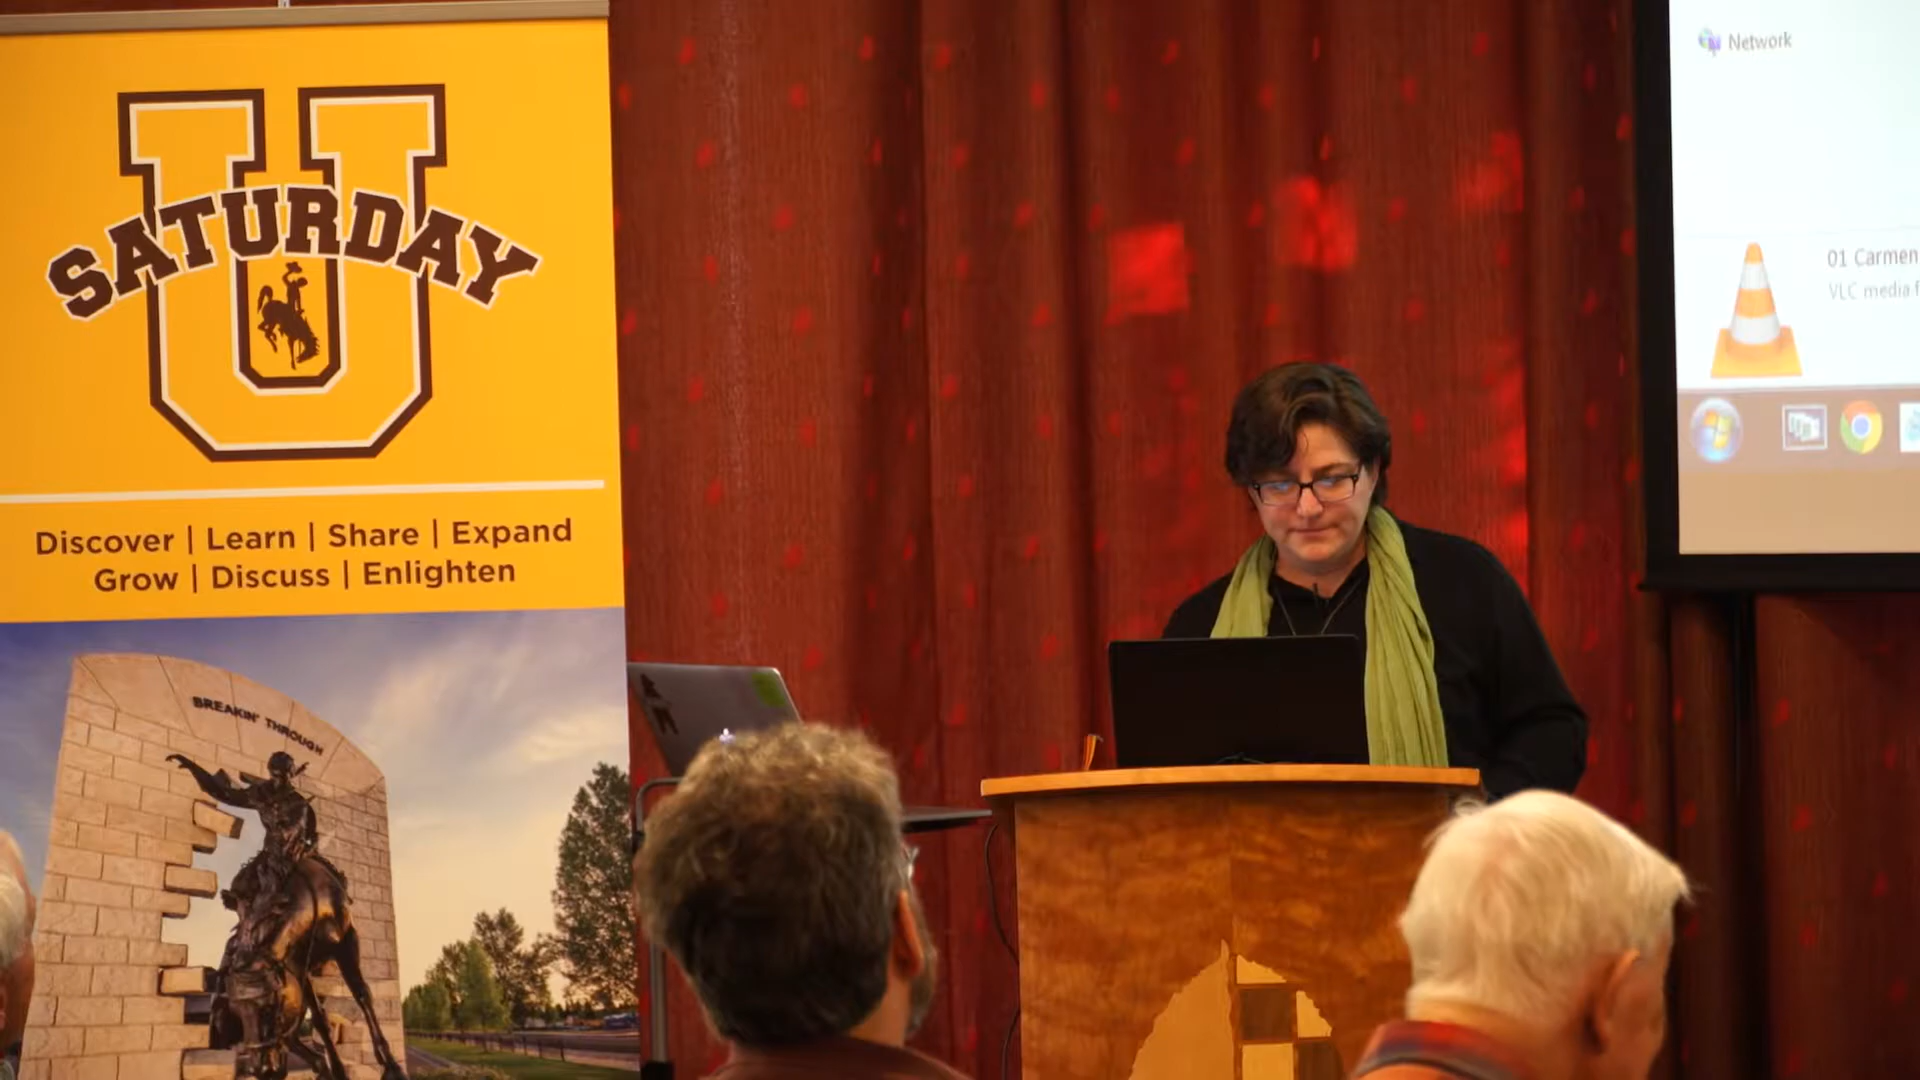 SATURDAY
U
Discover | Learn | Share | Expand
Grow | Discuss | Enlighten
BREAKIN' THROUGH
Network
01 Carmen
VLC media f